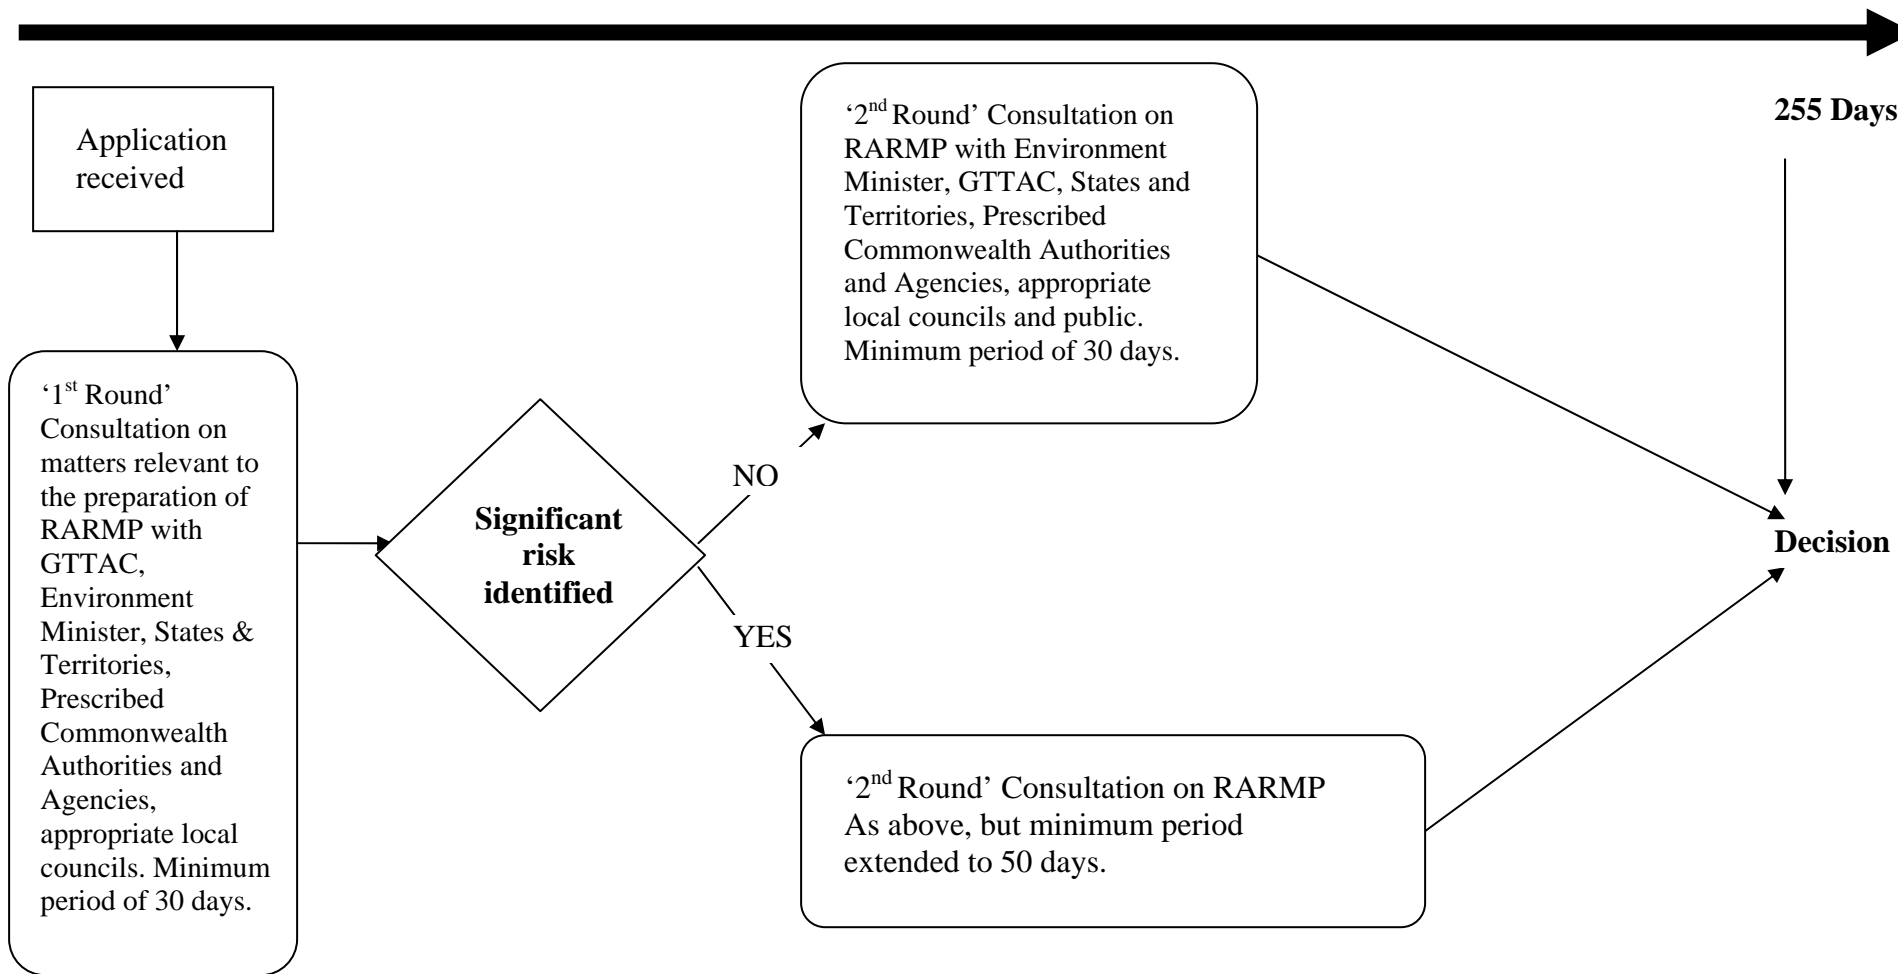 Application
received
‘1st Round’
Consultation on
matters relevant to
the preparation of
RARMP with
GTTAC,
Environment
Minister, States &
Territories,
Prescribed
Commonwealth
Authorities and
Agencies,
appropriate local
councils. Minimum
period of 30 days.
Significant
risk
identified
NO
YES
‘2nd Round’ Consultation on
RARMP with Environment
Minister, GTTAC, States and
Territories, Prescribed
Commonwealth Authorities
and Agencies, appropriate
local councils and public.
Minimum period of 30 days.
‘2nd Round’ Consultation on RARMP
As above, but minimum period
extended to 50 days.
255 Days
Decision